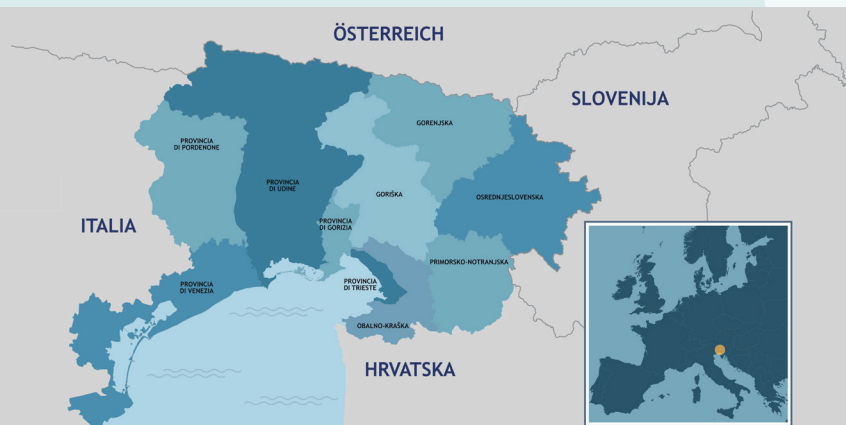 ÖSTERREICH
SLOVENIJA
GORENJSKA
PROVINCIA
DI PORDENONE
PROVINCIA
DI UDINE
GORIŠKA
OSREDNJESLOVENSKA
ITALIA
PROVINCIA
DI GORIZIA
PRIMORSKO-NOTRANJSKA
PROVINCIA
DI VENEZIA
PROVINCIA
DI TRIESTE
OBALNO-KRAŠKA
HRVATSKA